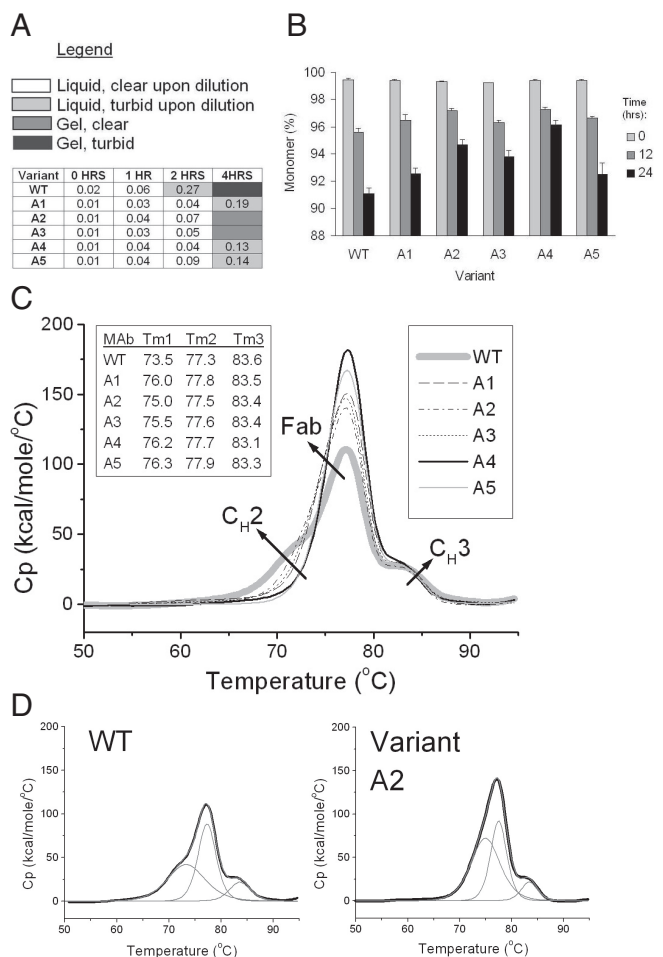 A
Legend
Liquid, clear upon dilution
Liquid, turbid upon dilution
Gel, clear
Gel, turbid
Variant 0 HRS 1 HR 2 HRS 4HRS
WT 0.02 0.06 0.27
A1 0.01 0.03 0.04 0.19
A2 0.01 0.04 0.07
A3 0.01 0.03 0.05
A4 0.01 0.04 0.04 0.13
A5 0.01 0.04 0.09 0.14
B
Monomer (%)
100
98
96
94
92
90
88
WT A1 A2 A3 A4 A5
Variant
Time
(hrs):
0
12
24
C
Cp (kcal/mole/°C)
200
150
100
50
0
MAb Tm1 Tm2 Tm3
WT 73.5 77.3 83.6
A1 76.0 77.8 83.5
A2 75.0 77.5 83.4
A3 75.5 77.6 83.4
A4 76.2 77.7 83.1
A5 76.3 77.9 83.3
Fab
CH2
CH3
WT
A1
A2
A3
A4
A5
50 60 70 80 90
Temperature (°C)
D
WT
Cp (kcal/mole/°C)
200
150
100
50
0
50 60 70 80 90
Temperature (°C)
Variant
A2
Cp (kcal/mole/°C)
200
150
100
50
0
50 60 70 80 90
Temperature (°C)